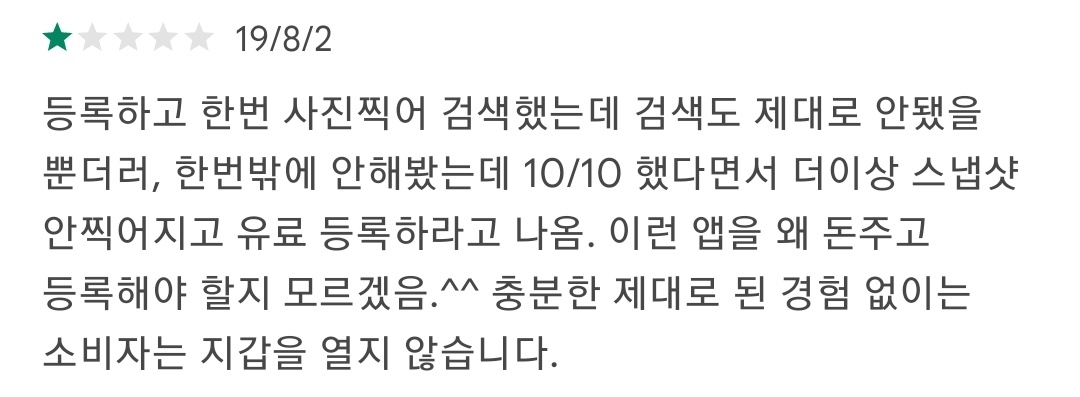 19/8/2
등록하고 한번 사진찍어 검색했는데 검색도 제대로 안됐을
뿐더러, 한번밖에 안해봤는데 10/10 했다면서 더이상 스냅샷
안찍어지고 유료 등록하라고 나옴. 이런 앱을 왜 돈주고
등록해야 할지 모르겠음.^^ 충분한 제대로 된 경험 없이는
소비자는 지갑을 열지 않습니다.